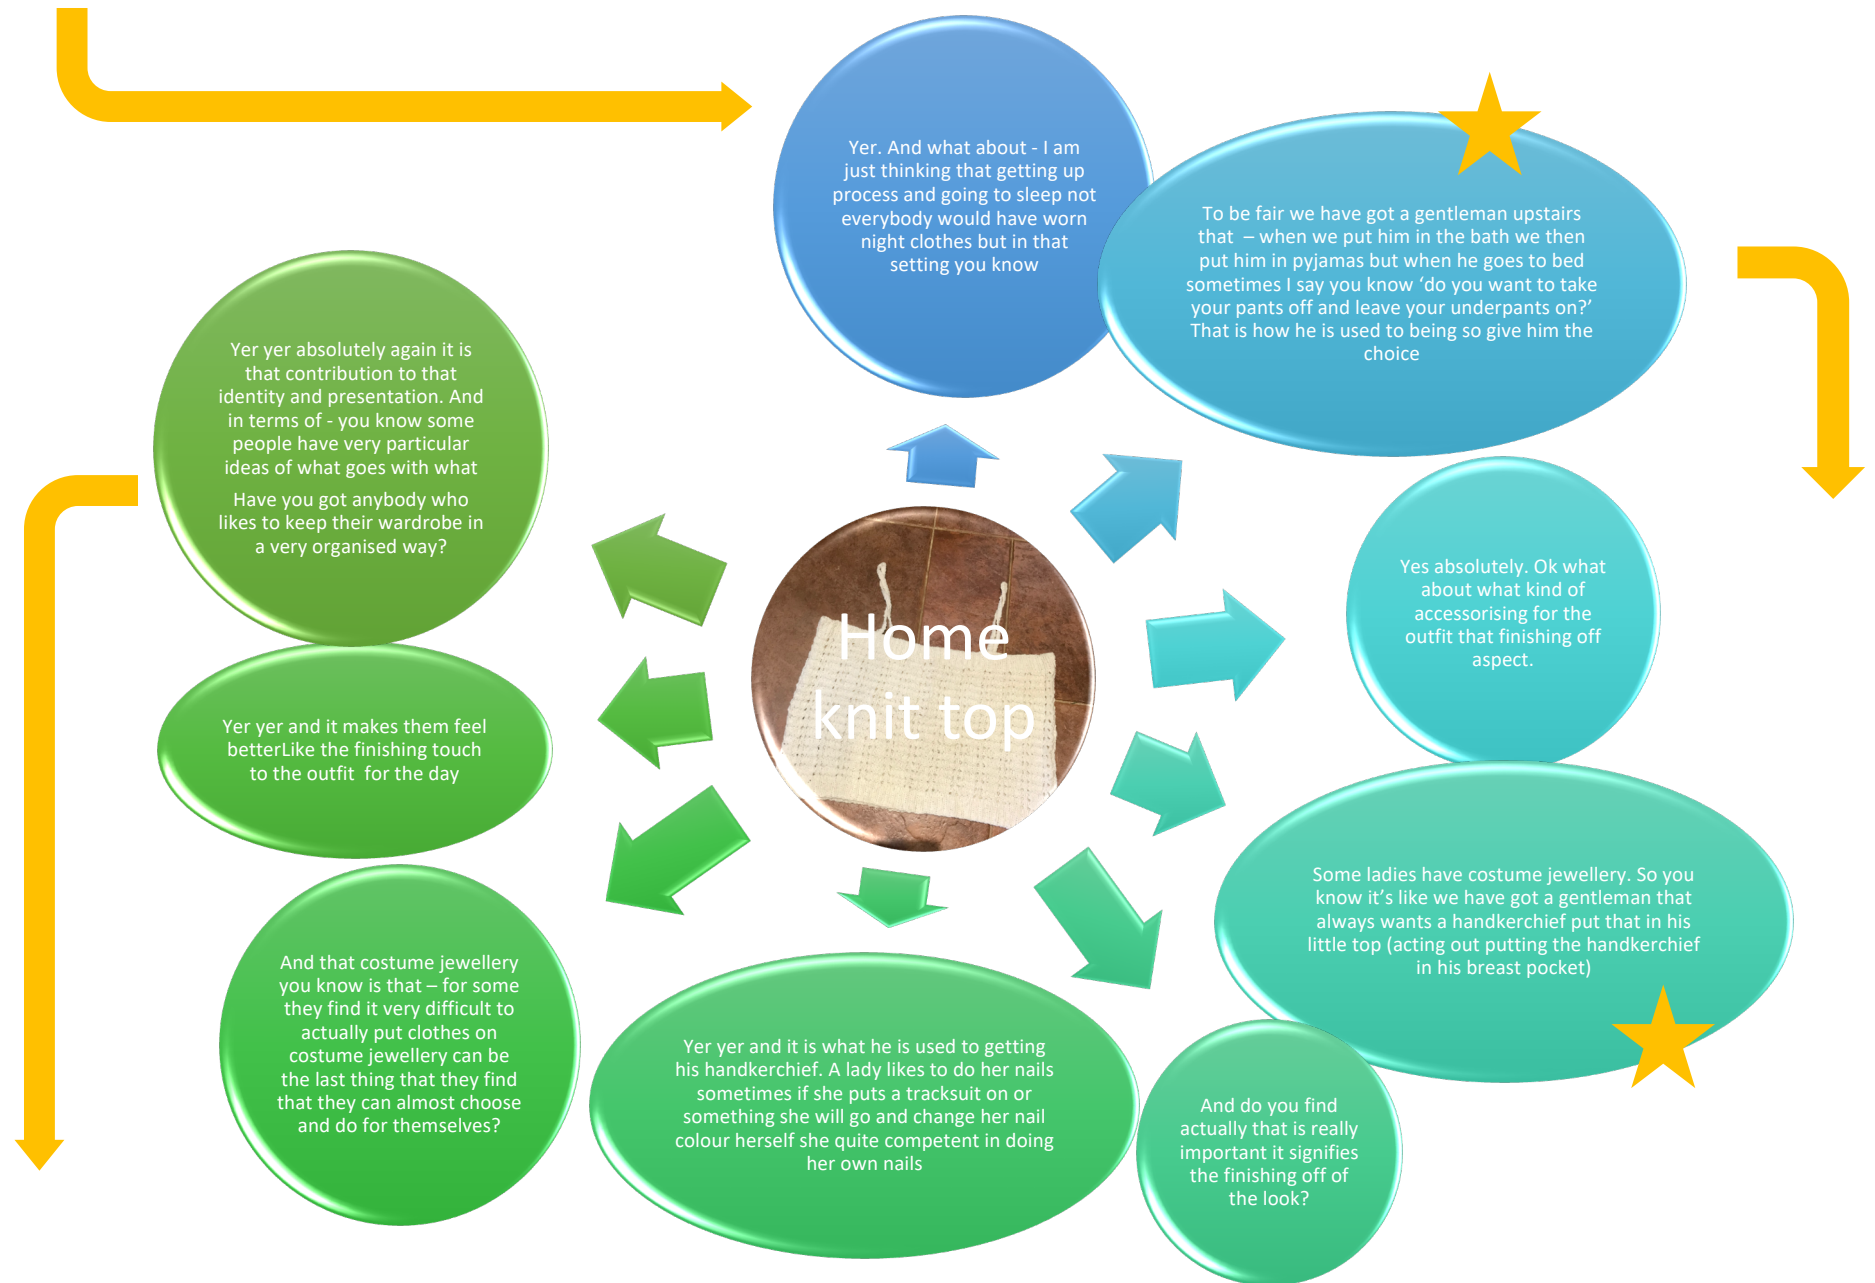 Yer. And what about - I am
just thinking that getting up
process and going to sleep not
everybody would have worn
night clothes but in that
setting you know
To be fair we have got a gentleman upstairs
that – when we put him in the bath we then
put him in pyjamas but when he goes to bed
sometimes I say you know ‘do you want to take
your pants off and leave your underpants on?’
That is how he is used to being so give him the
choice
Yes absolutely. Ok what
about what kind of
accessorising for the
outfit that finishing off
aspect.
Some ladies have costume jewellery. So you
know it’s like we have got a gentleman that
always wants a handkerchief put that in his
little top (acting out putting the handkerchief
in his breast pocket)
And do you find
actually that is really
important it signifies
the finishing off of
the look?
Yer yer and it is what he is used to getting
his handkerchief. A lady likes to do her nails
sometimes if she puts a tracksuit on or
something she will go and change her nail
colour herself she quite competent in doing
her own nails
And that costume jewellery
you know is that – for some
they find it very difficult to
actually put clothes on
costume jewellery can be
the last thing that they find
that they can almost choose
and do for themselves?
Yer yer and it makes them feel
betterLike the finishing touch
to the outfit  for the day
Yer yer absolutely again it is
that contribution to that
identity and presentation. And
in terms of - you know some
people have very particular
ideas of what goes with what
Have you got anybody who
likes to keep their wardrobe in
a very organised way?
Home
knit top